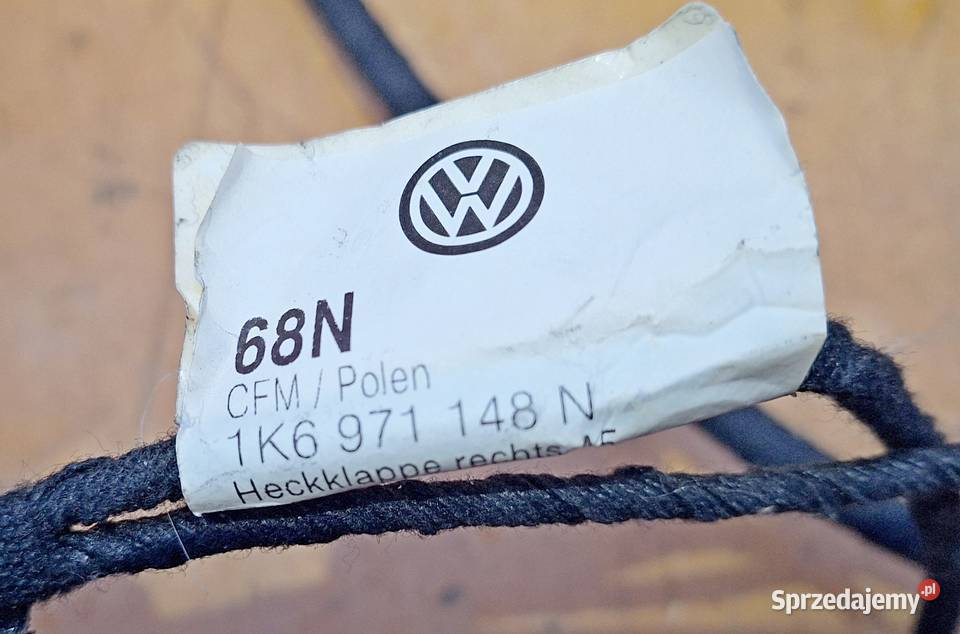 68N
CFM / Polen
1K6 971 148 N
Heckklappe rechts
Sprzedajemy.pl